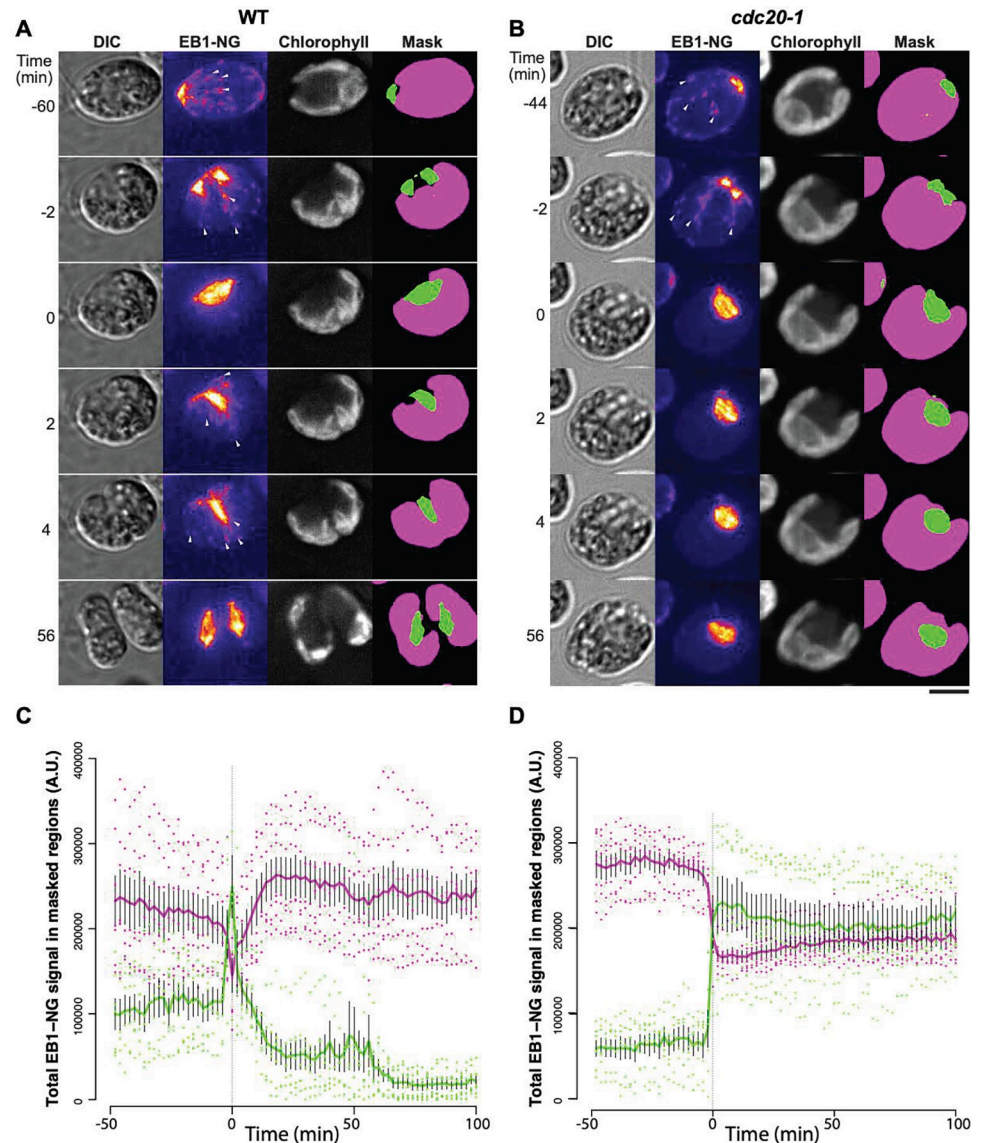 WT
A
DIC EB1-NG Chlorophyll Mask
Time
(min)
-60
-2
0
2
4
56
cdc20-1
B
DIC EB1-NG Chlorophyll Mask
Time
(min)
-44
-2
0
2
4
56
C
Total EB1–NG signal in masked regions (A.U.)
400000
300000
200000
100000
0
-50 0 50 100
Time (min)
D
Total EB1–NG signal in masked regions (A.U.)
400000
300000
200000
100000
0
-50 0 50 100
Time (min)